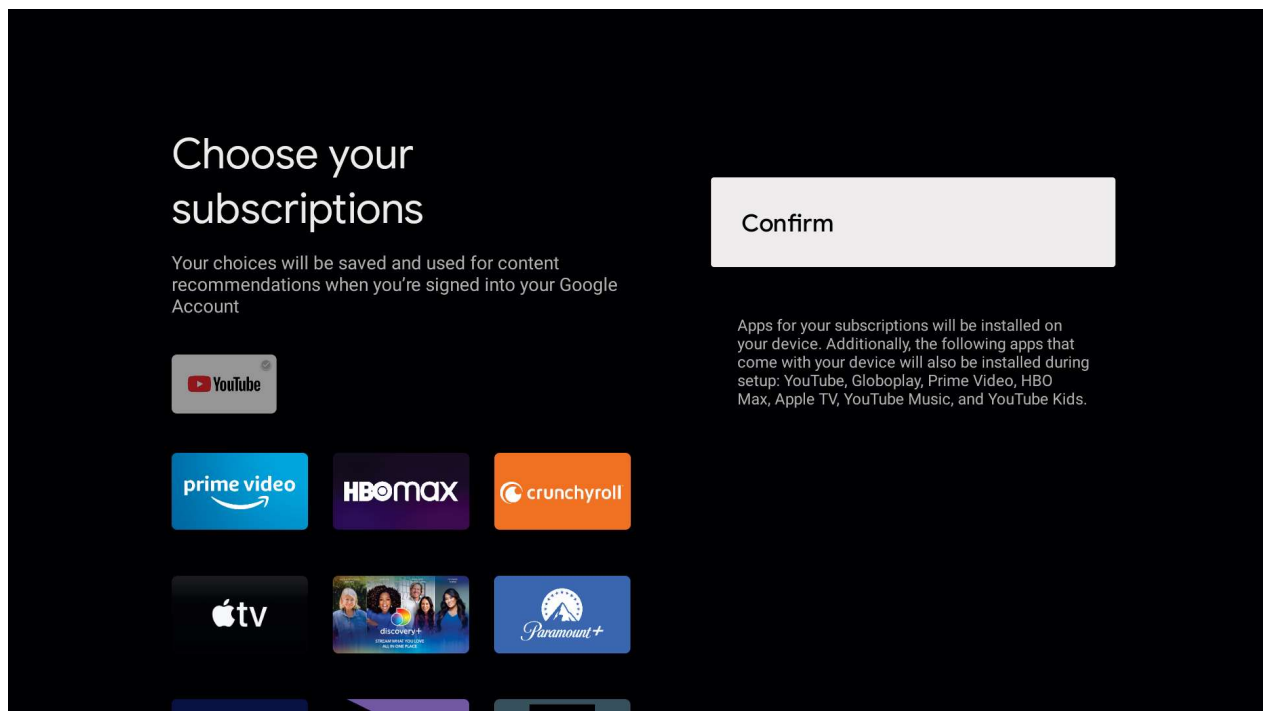 Choose your
subscriptions
Your choices will be saved and used for content
recommendations when you're signed into your Google
Account
YouTube
prime video
HBOmax
crunchyroll
tv
discovery+
STREAM WHAT YOU LOVE
ALL IN ONE PLACE
Paramount+
Confirm
Apps for your subscriptions will be installed on
your device. Additionally, the following apps that
come with your device will also be installed during
setup: YouTube, Globoplay, Prime Video, HBO
Max, Apple TV, YouTube Music, and YouTube Kids.